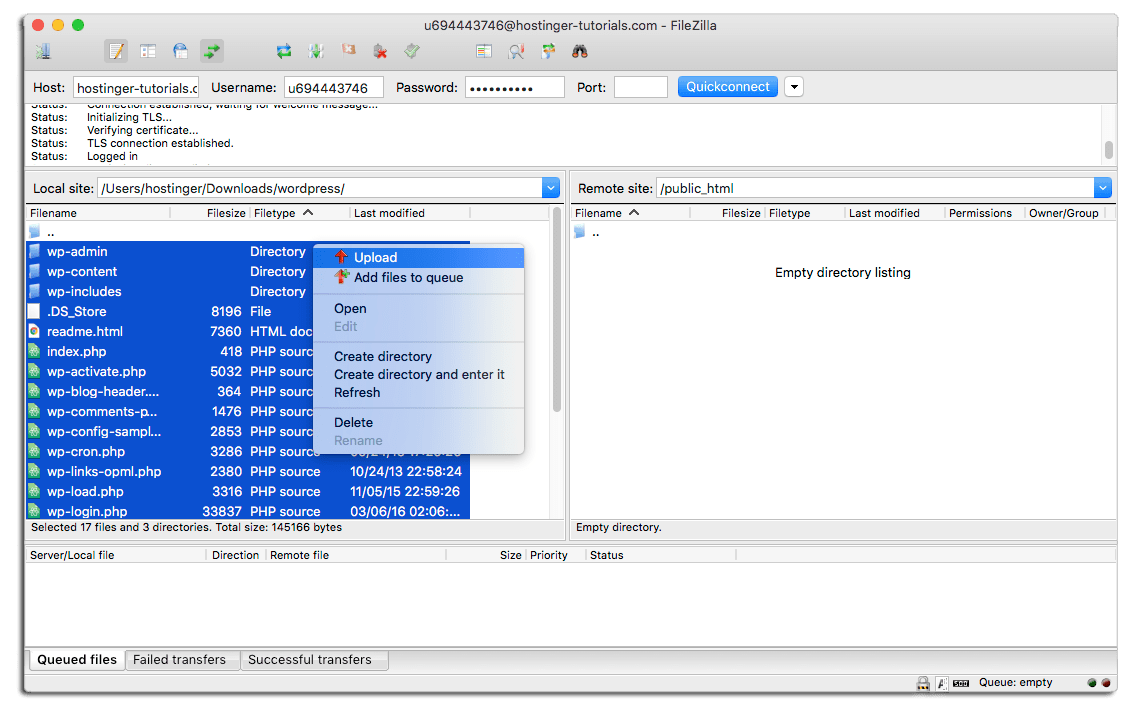 u694443746@hostinger-tutorials.com - FileZilla
Host: hostinger-tutorials.c Username: u694443746 Password: •••••••••• Port: Quickconnect
Status: Connection established, waiting for welcome message...
Status: Initializing TLS...
Status: Verifying certificate...
Status: TLS connection established.
Status: Logged in
Local site: /Users/hostinger/Downloads/wordpress/
Filename Filesize Filetype Last modified
..
wp-admin Directory
wp-content Directory
wp-includes Directory
.DS_Store 8196 File
readme.html 7360 HTML doc
index.php 418 PHP sourc
wp-activate.php 5032 PHP sourc
wp-blog-header.... 364 PHP sourc
wp-comments-p... 1476 PHP sourc
wp-config-sampl... 2853 PHP sourc
wp-cron.php 3286 PHP source
wp-links-opml.php 2380 PHP source 10/24/13 22:58:24
wp-load.php 3316 PHP source 11/05/15 22:59:26
wp-login.php 33837 PHP source 03/06/16 02:06:...
Selected 17 files and 3 directories. Total size: 145166 bytes
Upload
Add files to queue
Open
Edit
Create directory
Create directory and enter it
Refresh
Delete
Rename
Remote site: /public_html
Filename Filesize Filetype Last modified Permissions Owner/Group
..
Empty directory listing
Empty directory.
Server/Local file Direction Remote file Size Priority Status
Queued files Failed transfers Successful transfers
Queue: empty